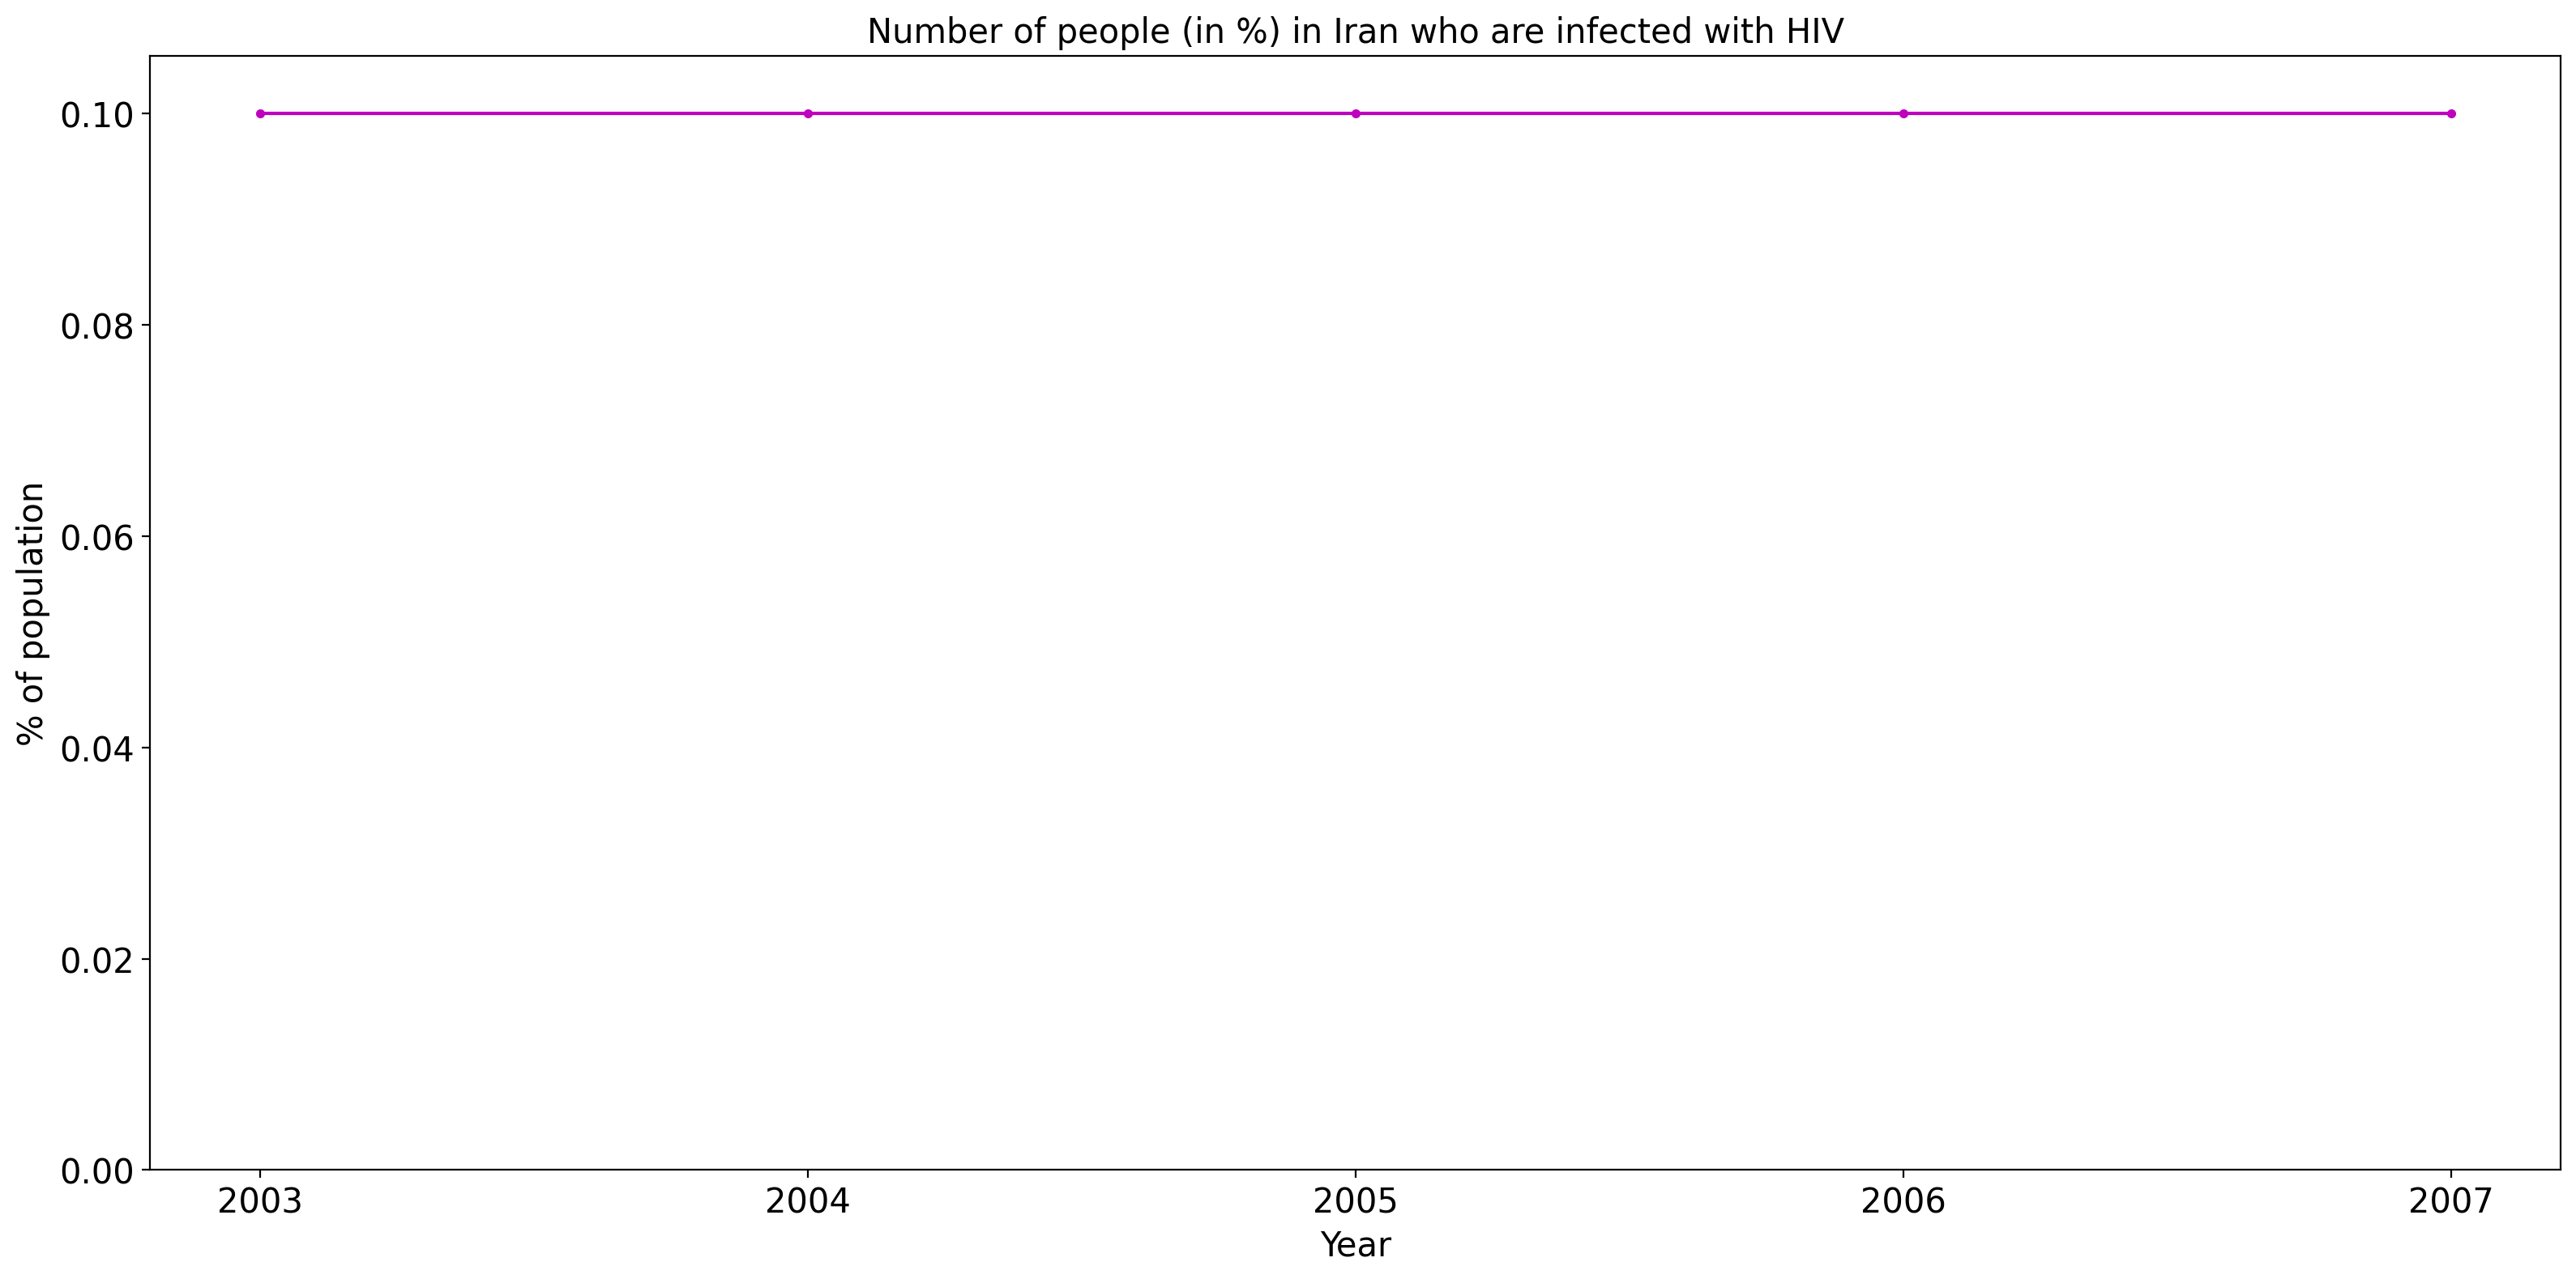 Number of people (in %) in Iran who are infected with HIV
% of population
0.10
0.08
0.06
0.04
0.02
0.00
2003 2004 2005 2006 2007
Year